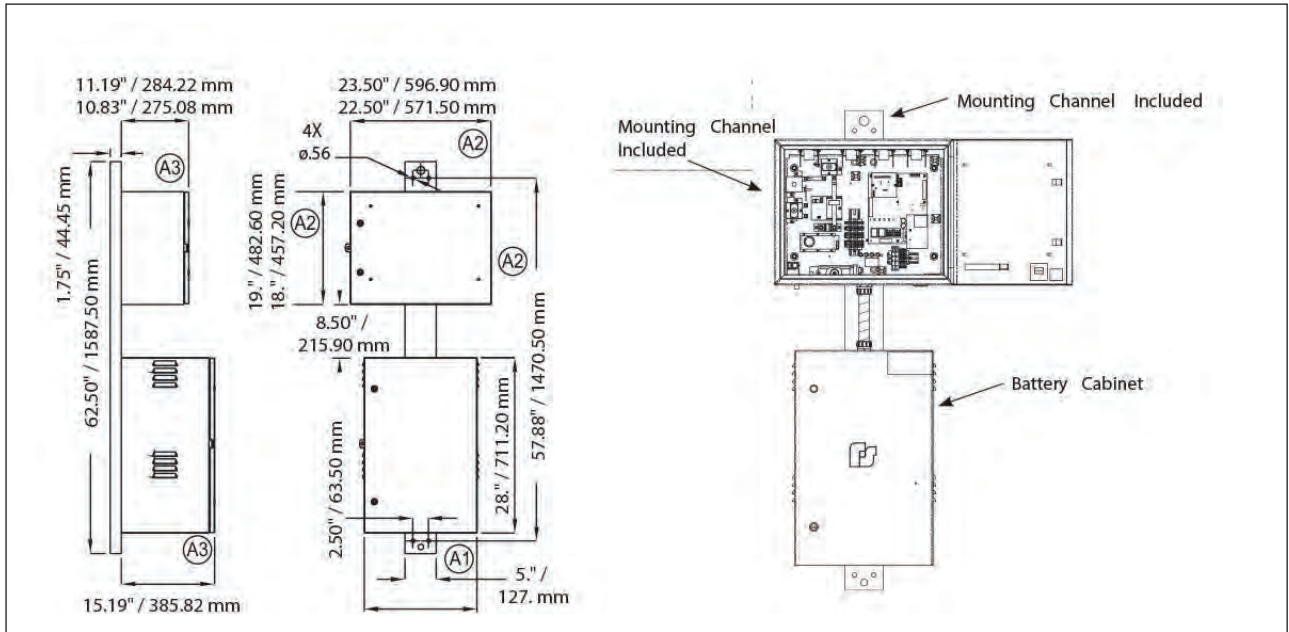 11.19" / 284.22 mm
10.83" / 275.08 mm
A3
1.75" / 44.45 mm
62.50" / 1587.50 mm
A3
15.19" / 385.82 mm
23.50" / 596.90 mm
22.50" / 571.50 mm
4X
ø.56
A2
19." / 482.60 mm
18." / 457.20 mm
A2
A2
8.50" /
215.90 mm
57.88" / 1470.50 mm
28." / 711.20 mm
2.50" / 63.50 mm
A1
5." /
127. mm
Mounting Channel Included
Mounting Channel
Included
Battery Cabinet